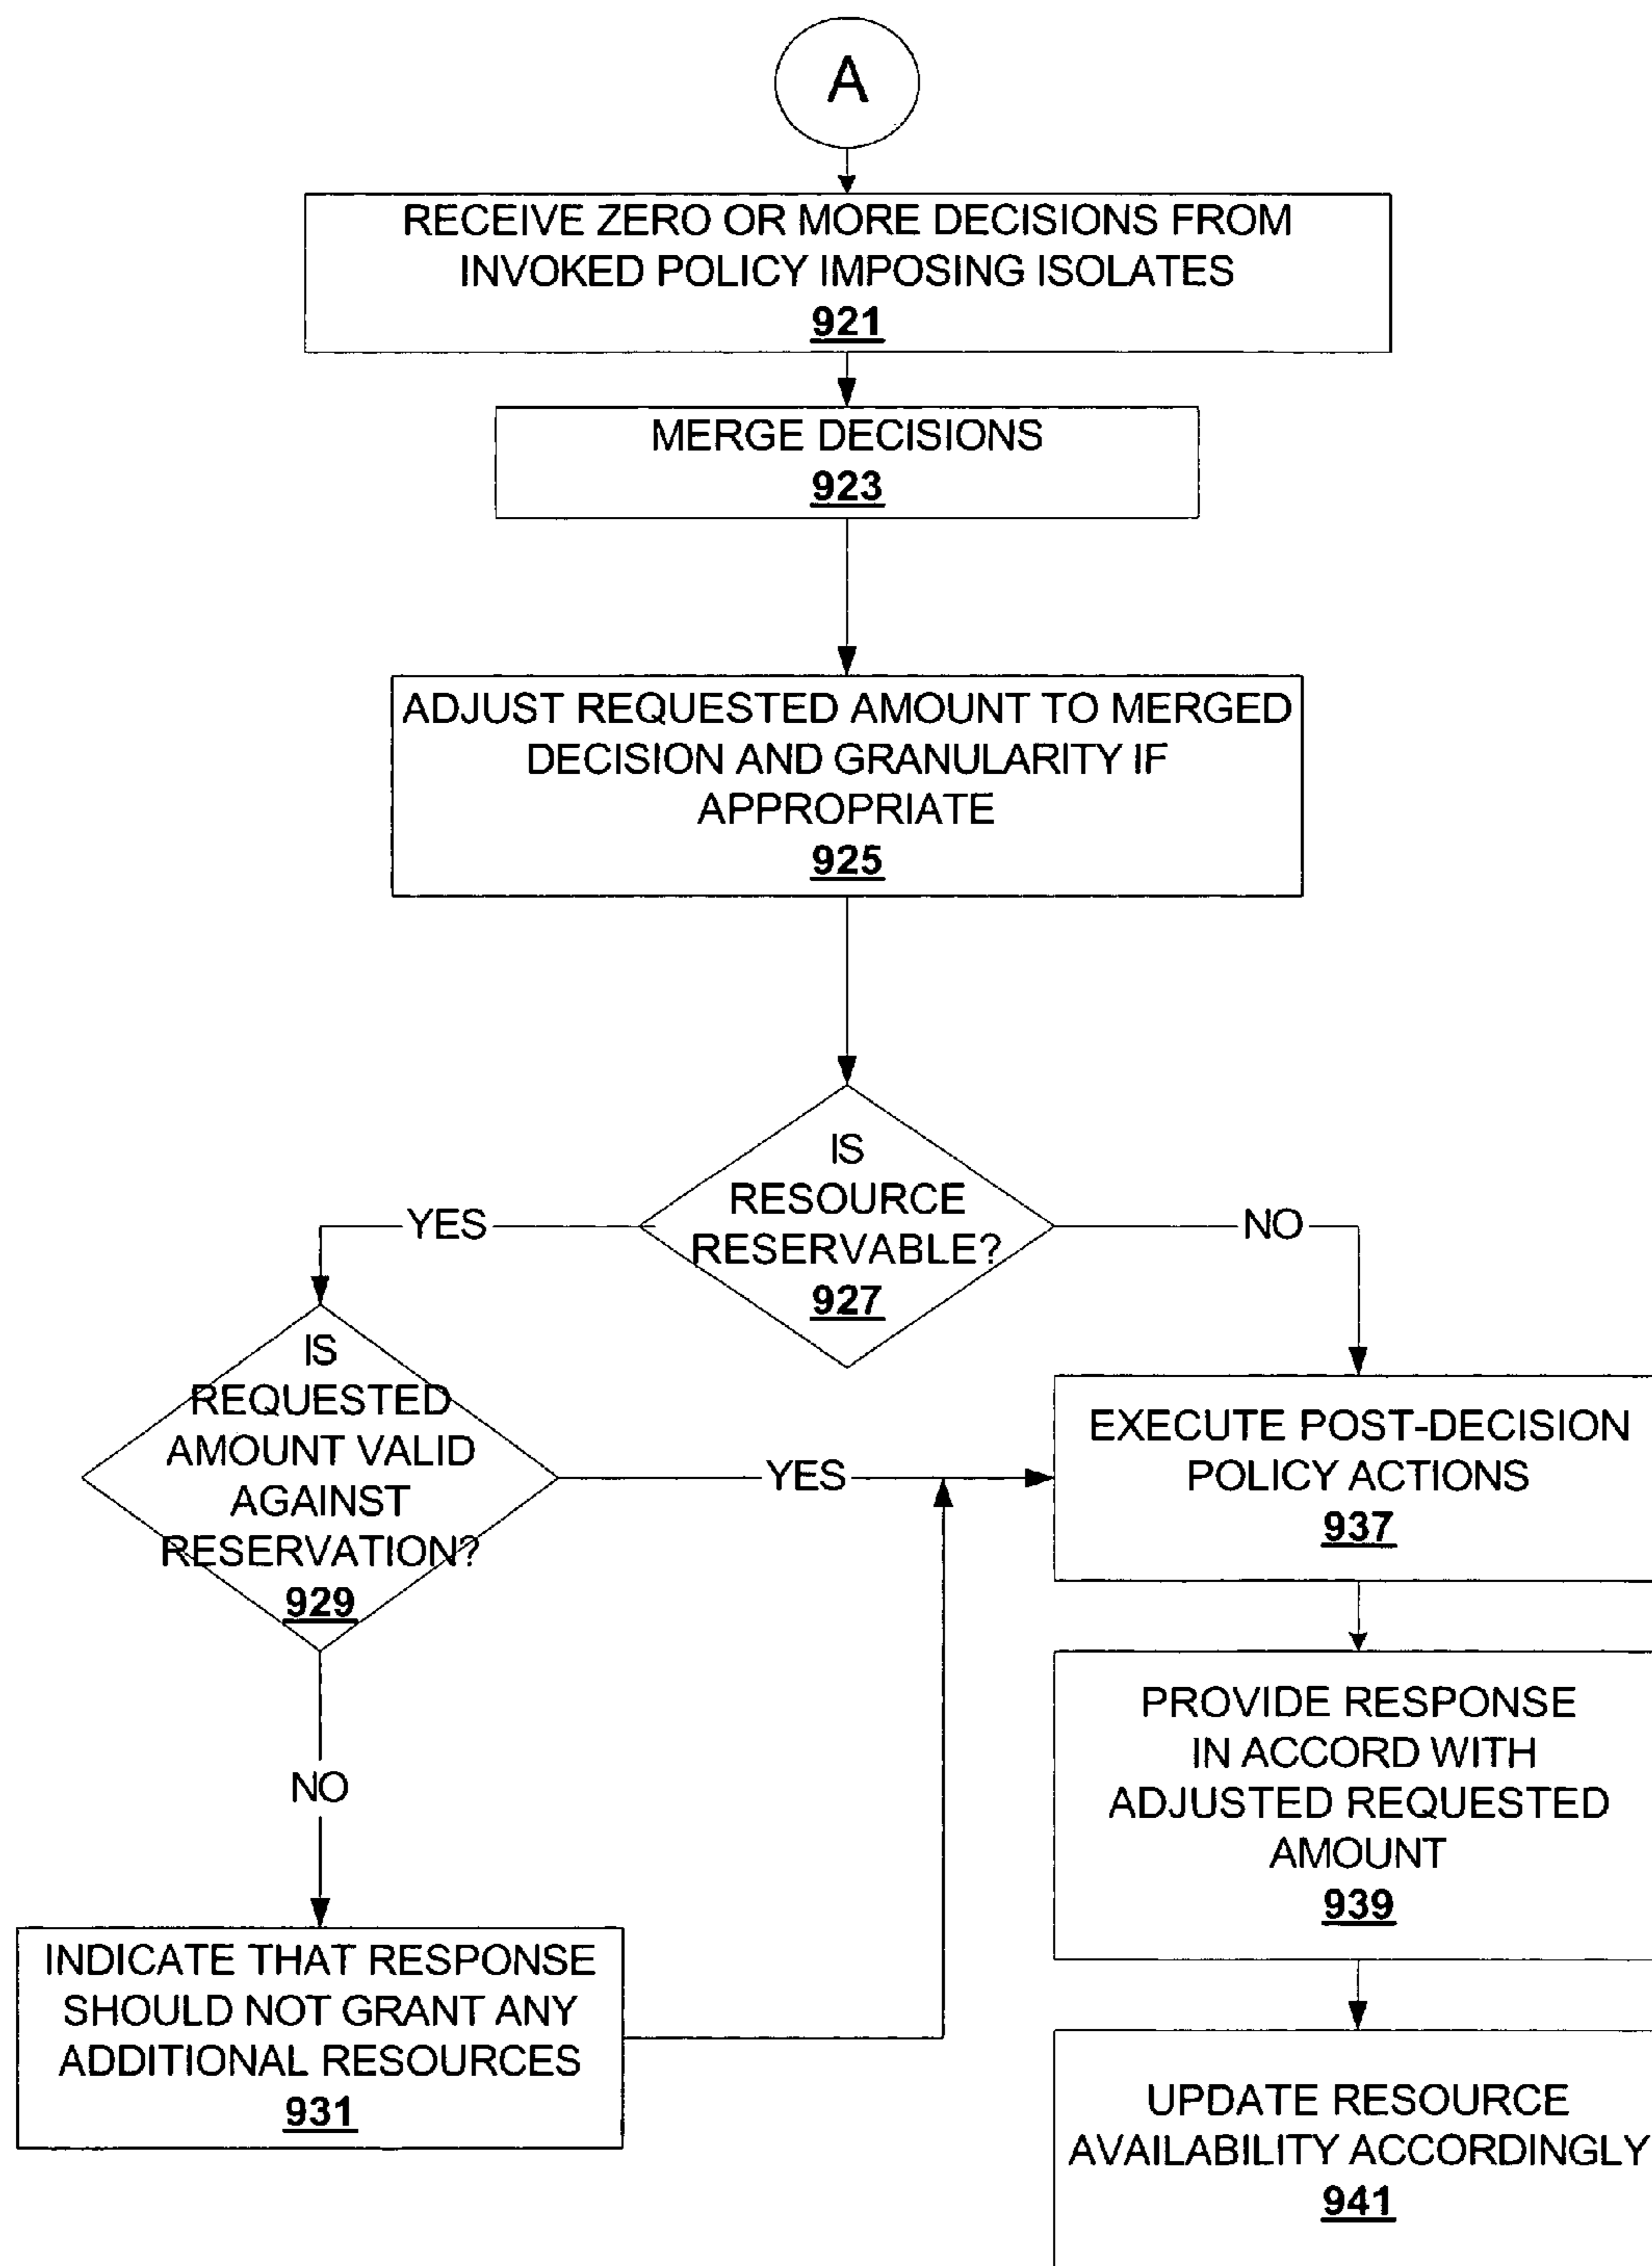 A
RECEIVE ZERO OR MORE DECISIONS FROM
INVOKED POLICY IMPOSING ISOLATES
921
MERGE DECISIONS
923
ADJUST REQUESTED AMOUNT TO MERGED
DECISION AND GRANULARITY IF
APPROPRIATE
925
IS
RESOURCE
RESERVABLE?
927
YES
NO
IS
REQUESTED
AMOUNT VALID
AGAINST
RESERVATION?
929
YES
NO
EXECUTE POST-DECISION
POLICY ACTIONS
937
PROVIDE RESPONSE
IN ACCORD WITH
ADJUSTED REQUESTED
AMOUNT
939
INDICATE THAT RESPONSE
SHOULD NOT GRANT ANY
ADDITIONAL RESOURCES
931
UPDATE RESOURCE
AVAILABILITY ACCORDINGLY
941